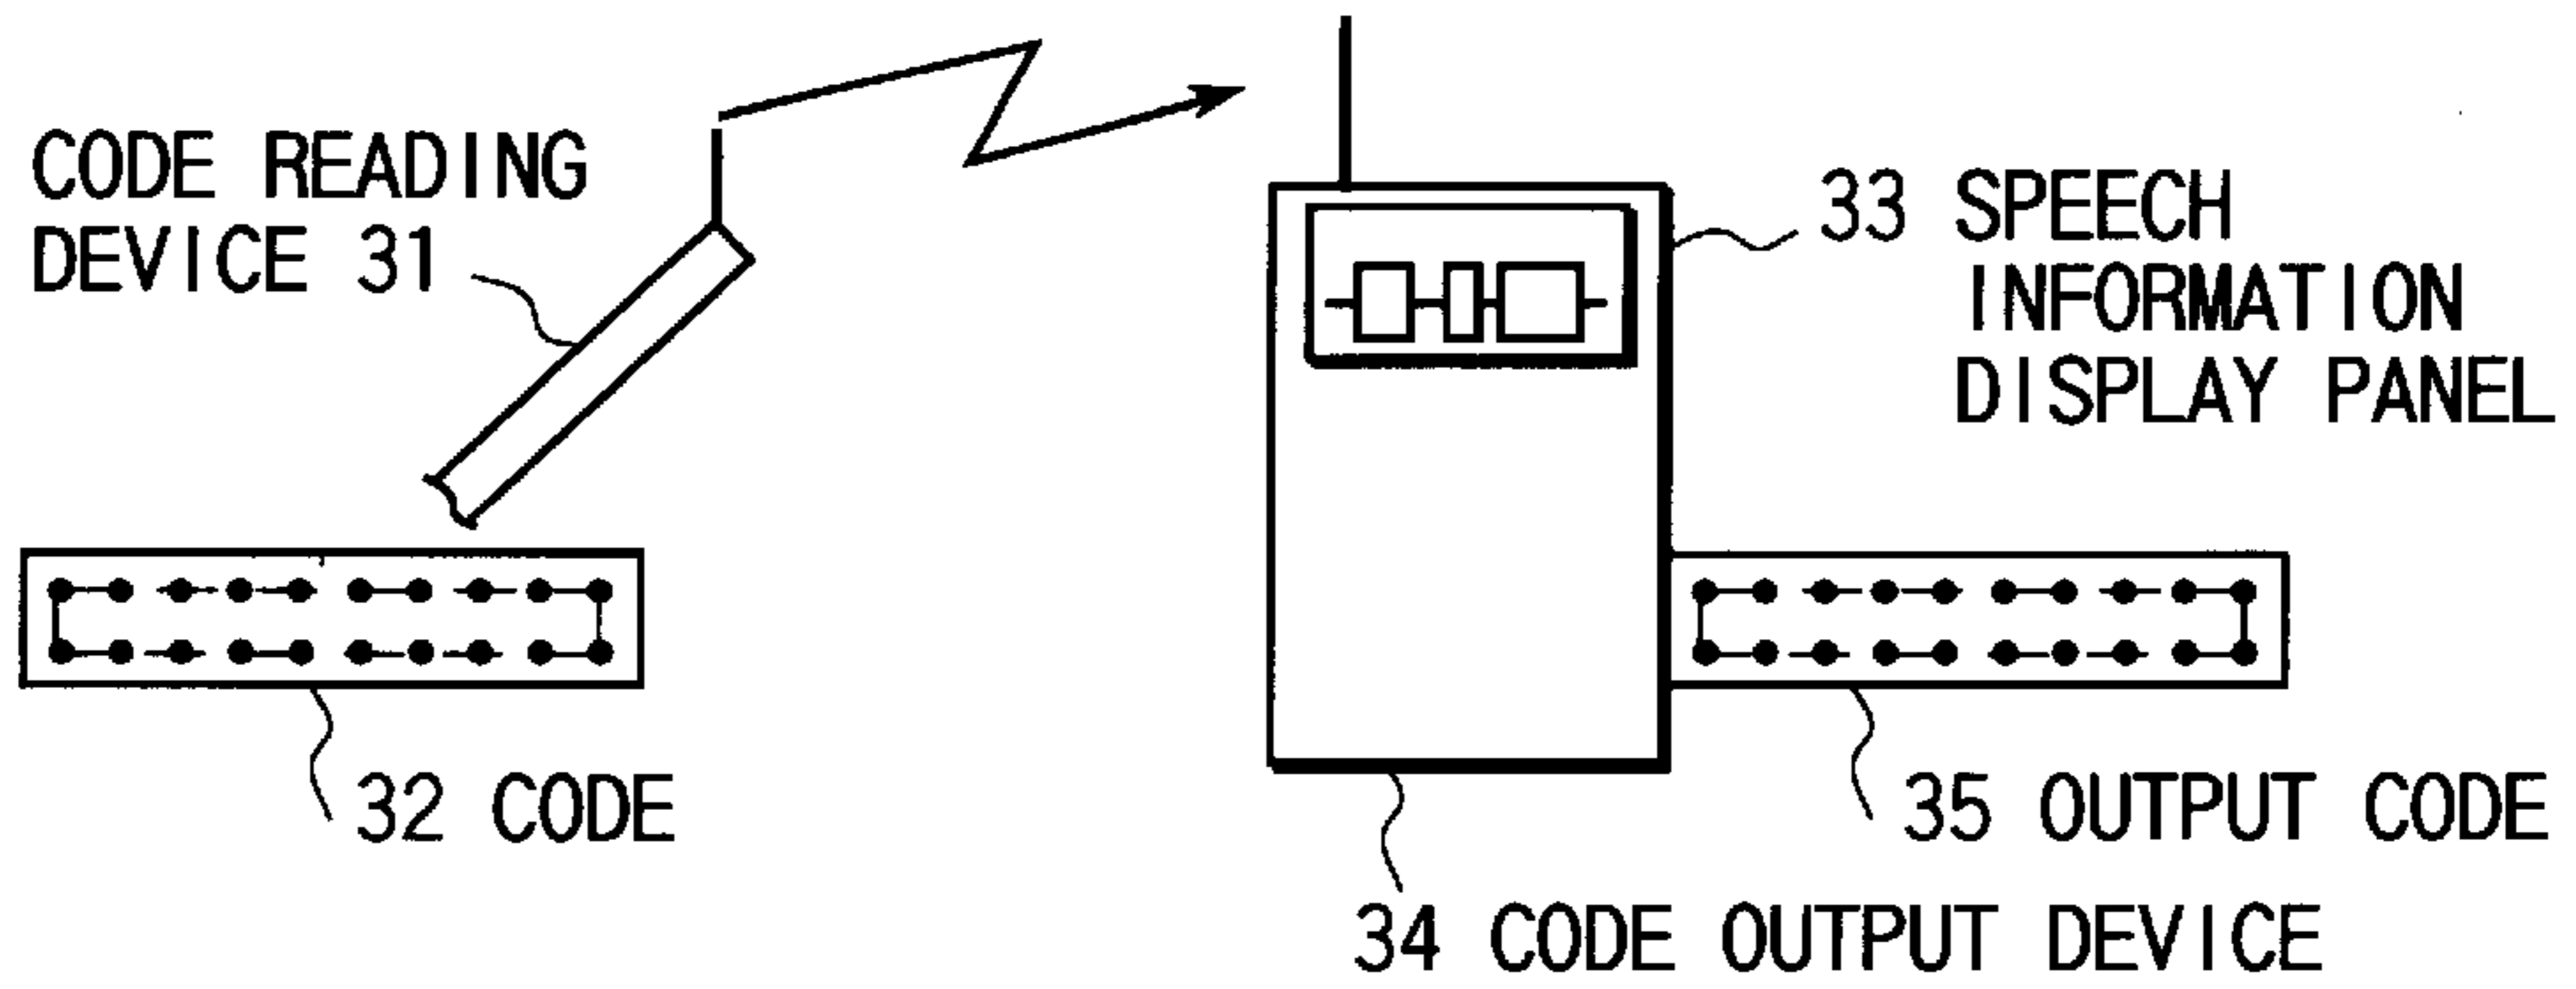 CODE READING
DEVICE 31
33 SPEECH
INFORMATION
DISPLAY PANEL
32 CODE
35 OUTPUT CODE
34 CODE OUTPUT DEVICE